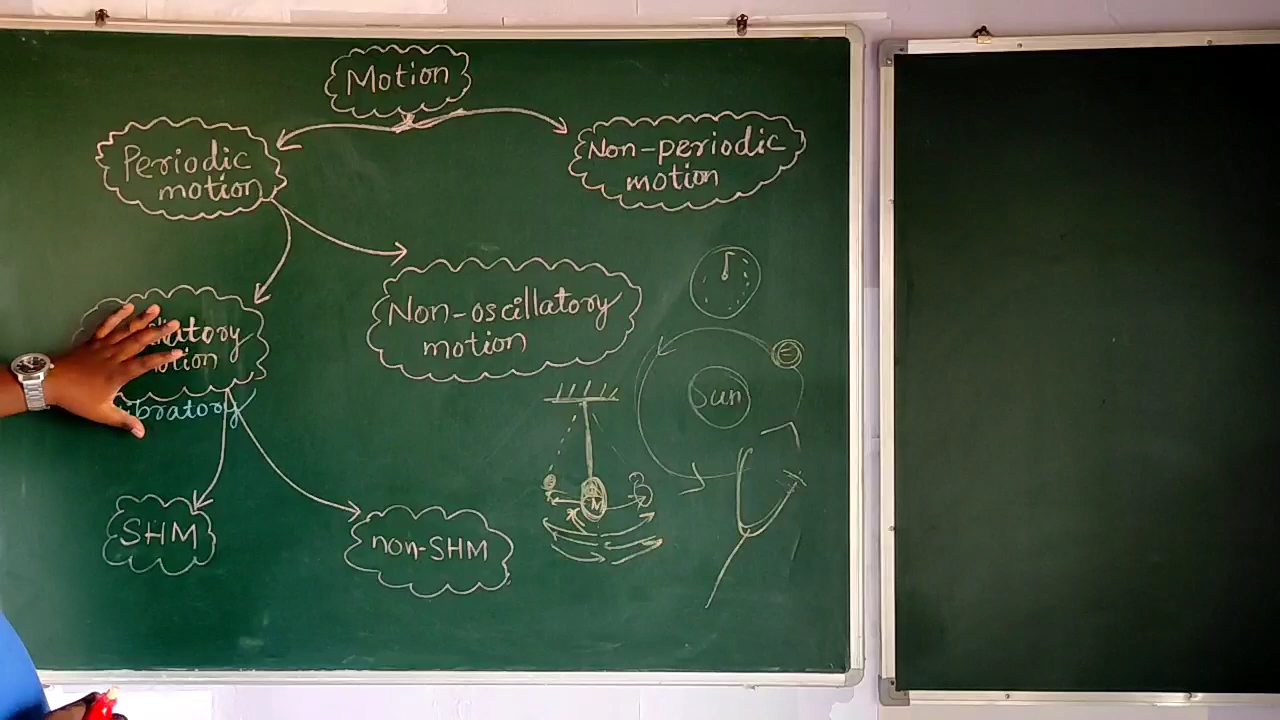 Motion
Periodic
motion
Non-periodic
motion
Non-oscillatory
motion
Sun
E
SHM
non-SHM